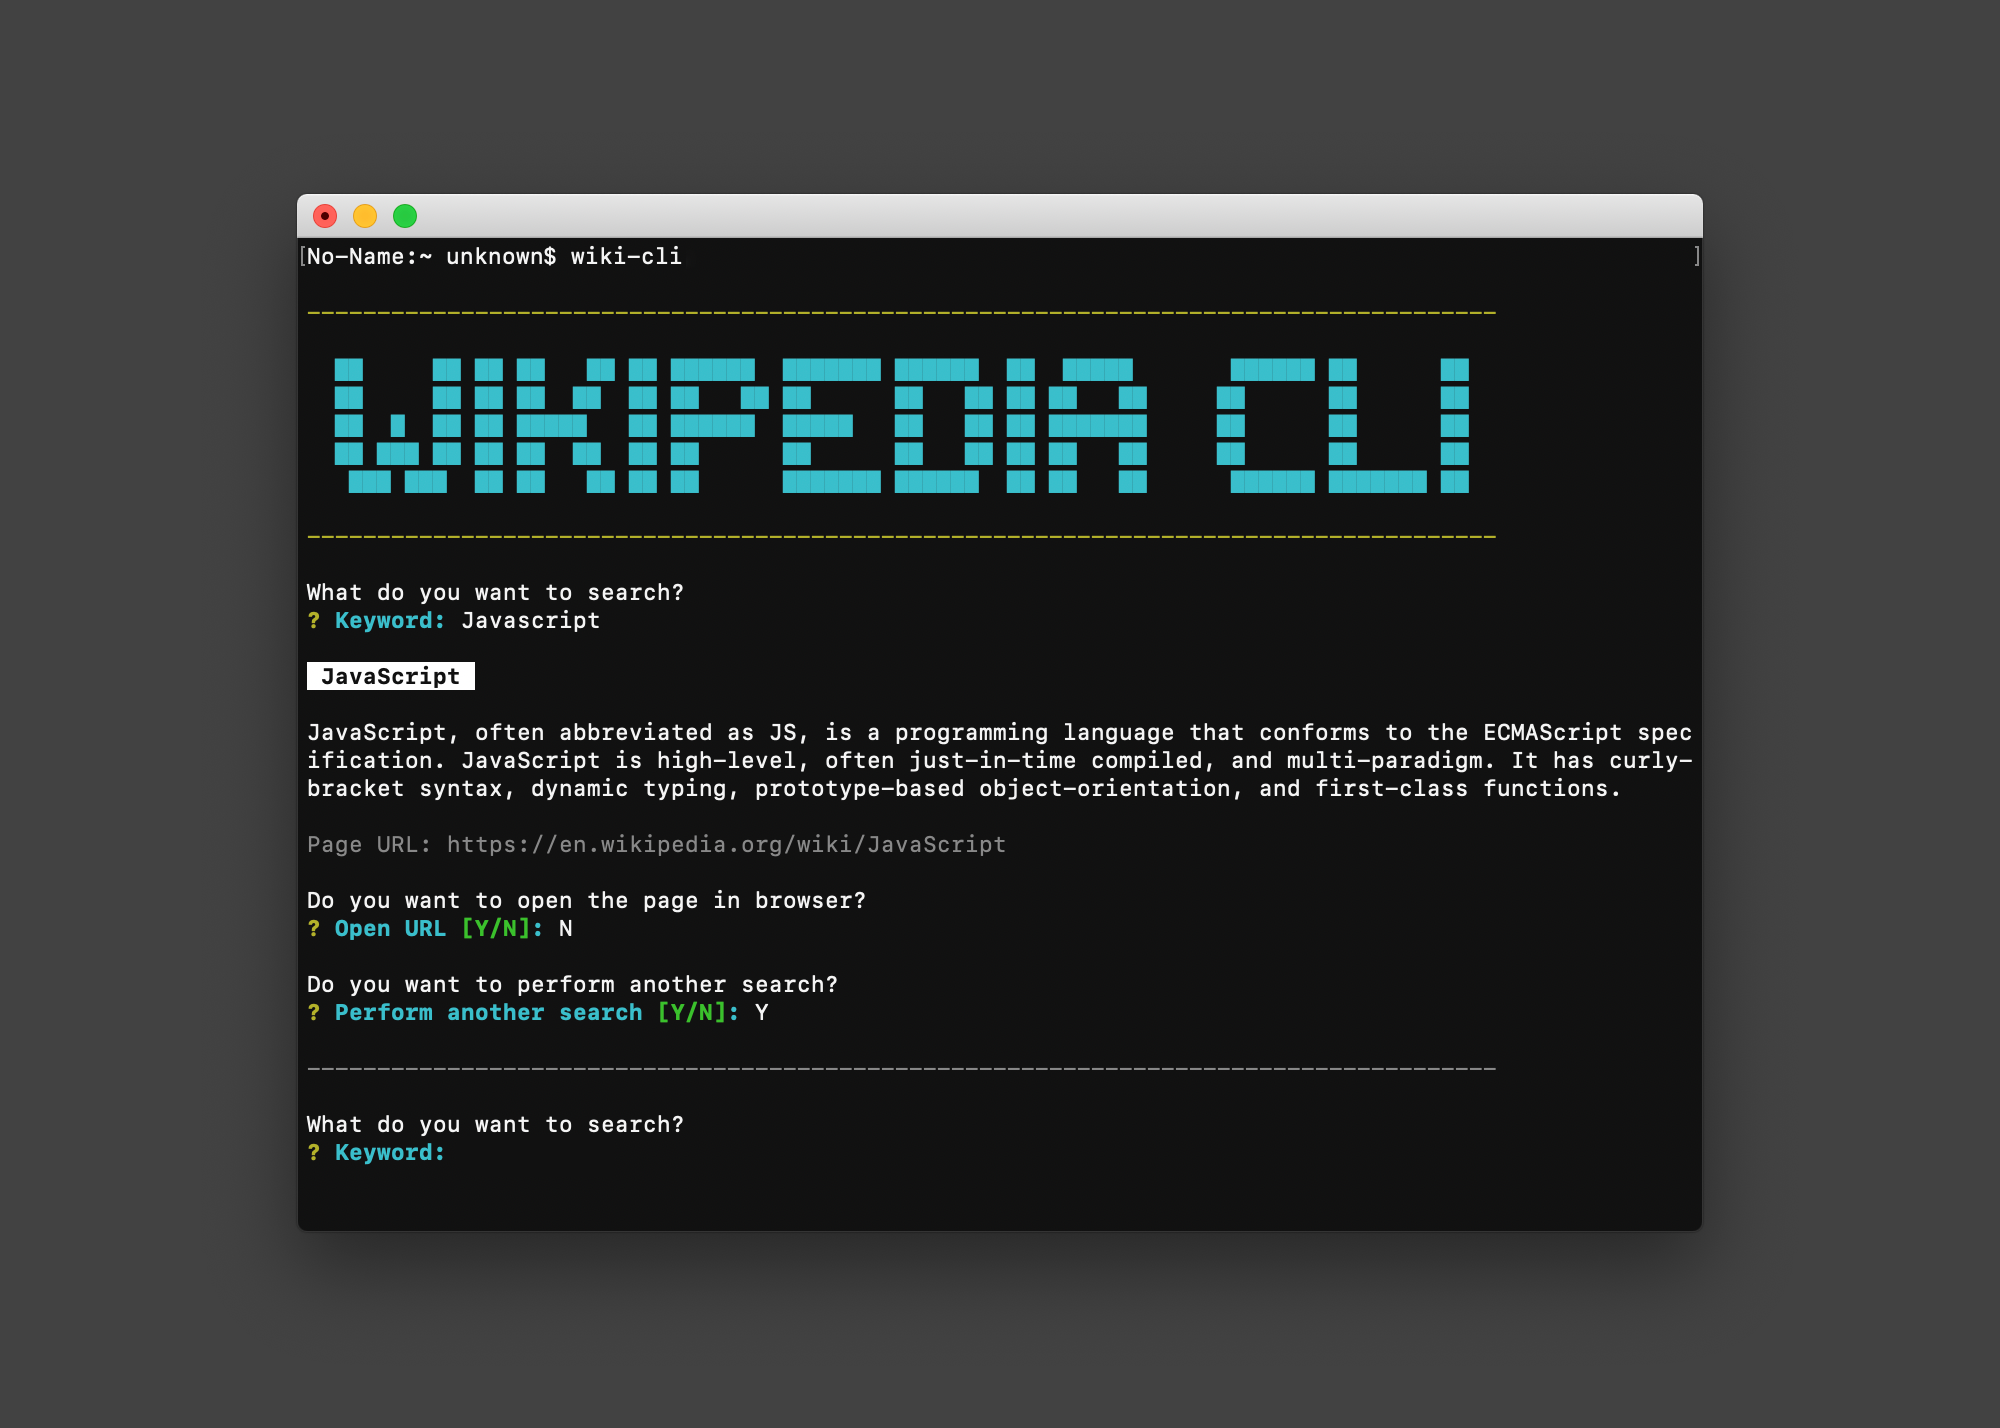 [No-Name:~ unknown$ wiki-cli ]
WIKIPEDIA CLI
What do you want to search?
? Keyword: Javascript
JavaScript
JavaScript, often abbreviated as JS, is a programming language that conforms to the ECMAScript spec
ification. JavaScript is high-level, often just-in-time compiled, and multi-paradigm. It has curly-
bracket syntax, dynamic typing, prototype-based object-orientation, and first-class functions.
Page URL: https://en.wikipedia.org/wiki/JavaScript
Do you want to open the page in browser?
? Open URL [Y/N]: N
Do you want to perform another search?
? Perform another search [Y/N]: Y
What do you want to search?
? Keyword: